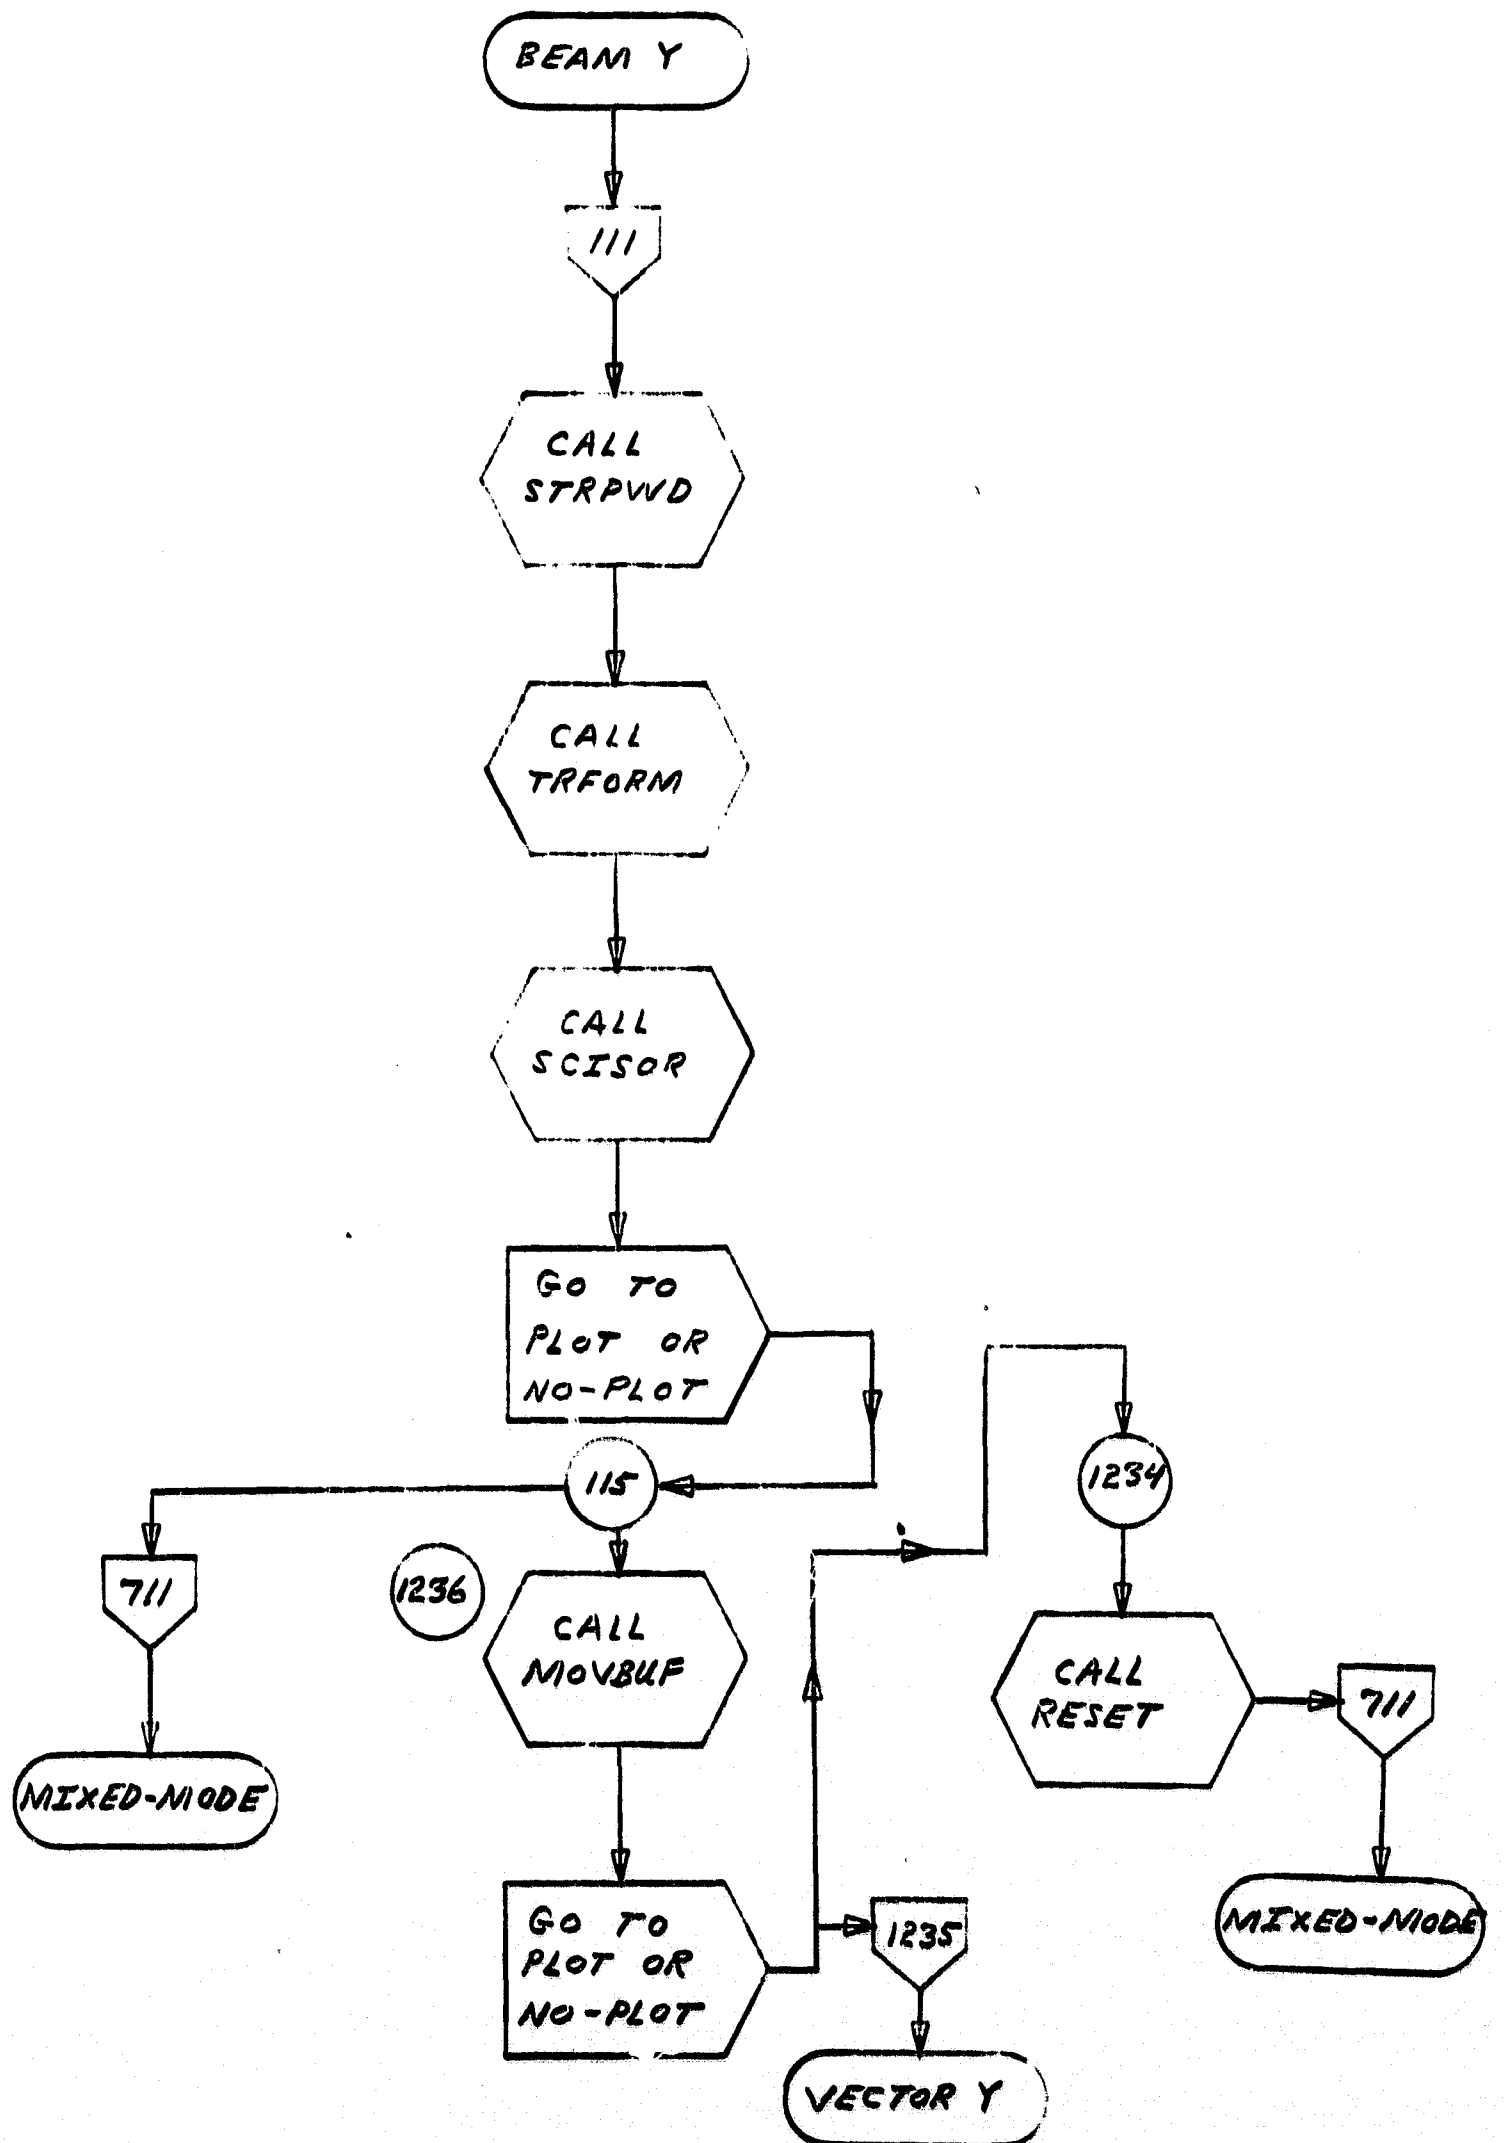 BEAM Y
111
CALL
STRPWD
CALL
TRFORM
CALL
SCISOR
GO TO
PLOT OR
NO-PLOT
115
1234
711
1236
CALL
MOVBUF
CALL
RESET
711
MIXED-MODE
MIXED-MODE
GO TO
PLOT OR
NO-PLOT
1235
VECTOR Y